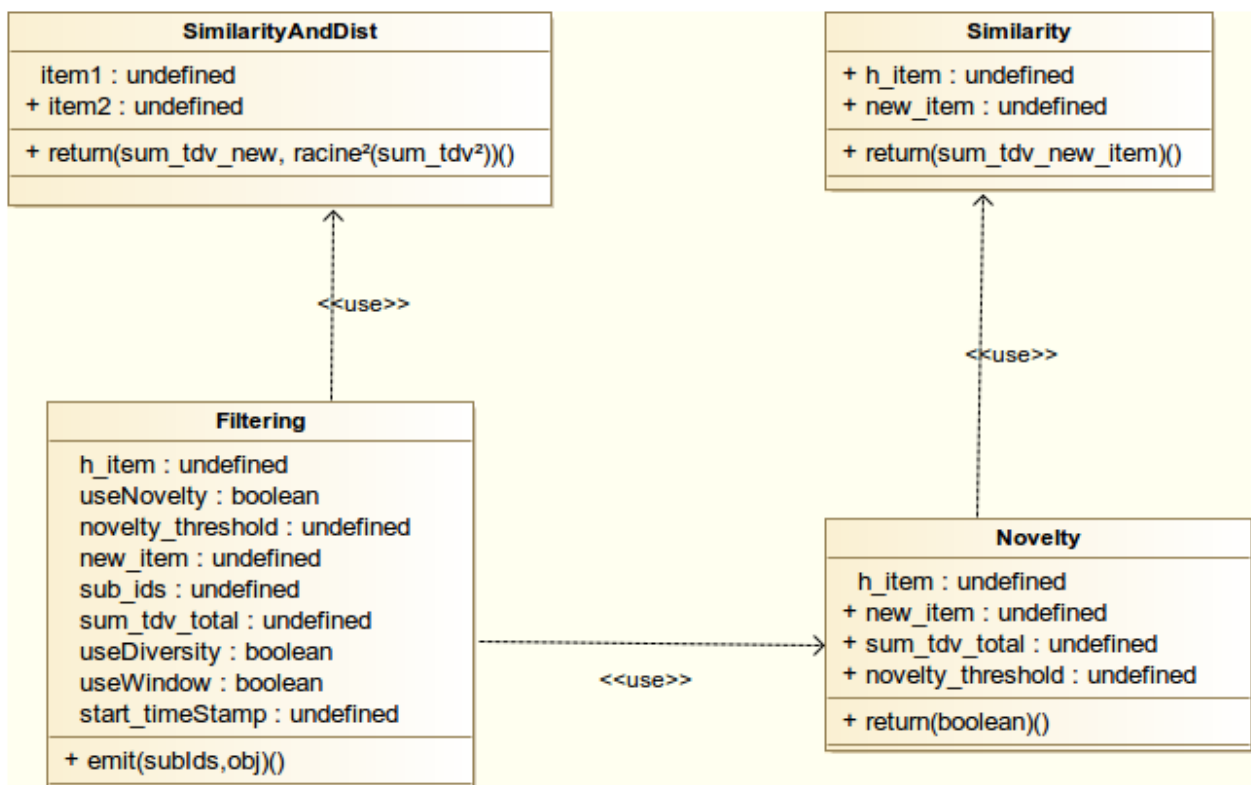 SimilarityAndDist
item1 : undefined
+ item2 : undefined
+ return(sum_tdv_new, racine²(sum_tdv²))()
Similarity
+ h_item : undefined
+ new_item : undefined
+ return(sum_tdv_new_item)()
<<use>>
<<use>>
Filtering
h_item : undefined
useNovelty : boolean
novelty_threshold : undefined
new_item : undefined
sub_ids : undefined
sum_tdv_total : undefined
useDiversity : boolean
useWindow : boolean
start_timeStamp : undefined
+ emit(subIds,obj)()
<<use>>
Novelty
h_item : undefined
+ new_item : undefined
+ sum_tdv_total : undefined
+ novelty_threshold : undefined
+ return(boolean)()